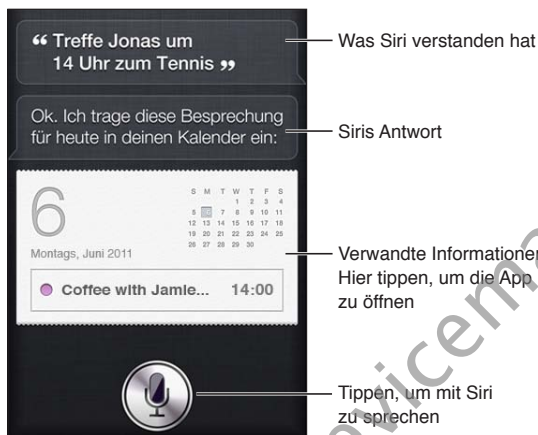 “ Treffe Jonas um
14 Uhr zum Tennis ”
Was Siri verstanden hat
Ok. Ich trage diese Besprechung
für heute in deinen Kalender ein:
Siris Antwort
6
Montags, Juni 2011
S M T W T F S
1 2 3 4
5 6 7 8 9 10 11
12 13 14 15 16 17 18
19 20 21 22 23 24 25
26 27 28 29 30
Coffee with Jamie... 14:00
Verwandte Informationen
Hier tippen, um die App
zu öffnen
Tippen, um mit Siri
zu sprechen